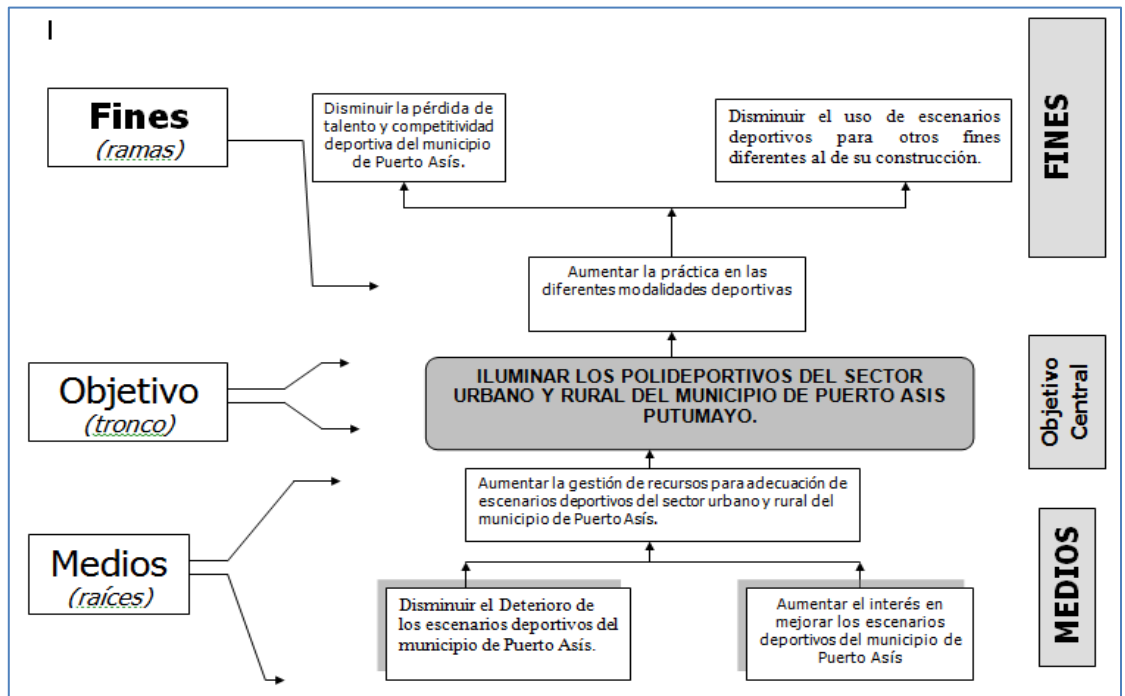 Fines
(ramas)
Disminuir la pérdida de
talento y competitividad
deportiva del municipio
de Puerto Asís.
Disminuir el uso de escenarios
deportivos para otros fines
diferentes al de su construcción.
FINES
Aumentar la práctica en las
diferentes modalidades deportivas
Objetivo
(tronco)
ILUMINAR LOS POLIDEPORTIVOS DEL SECTOR
URBANO Y RURAL DEL MUNICIPIO DE PUERTO ASIS
PUTUMAYO.
Objetivo
Central
Aumentar la gestión de recursos para adecuación de
escenarios deportivos del sector urbano y rural del
municipio de Puerto Asís.
Medios
(raíces)
Disminuir el Deterioro de
los escenarios deportivos del
municipio de Puerto Asís.
Aumentar el interés en
mejorar los escenarios
deportivos del municipio de
Puerto Asís
MEDIOS